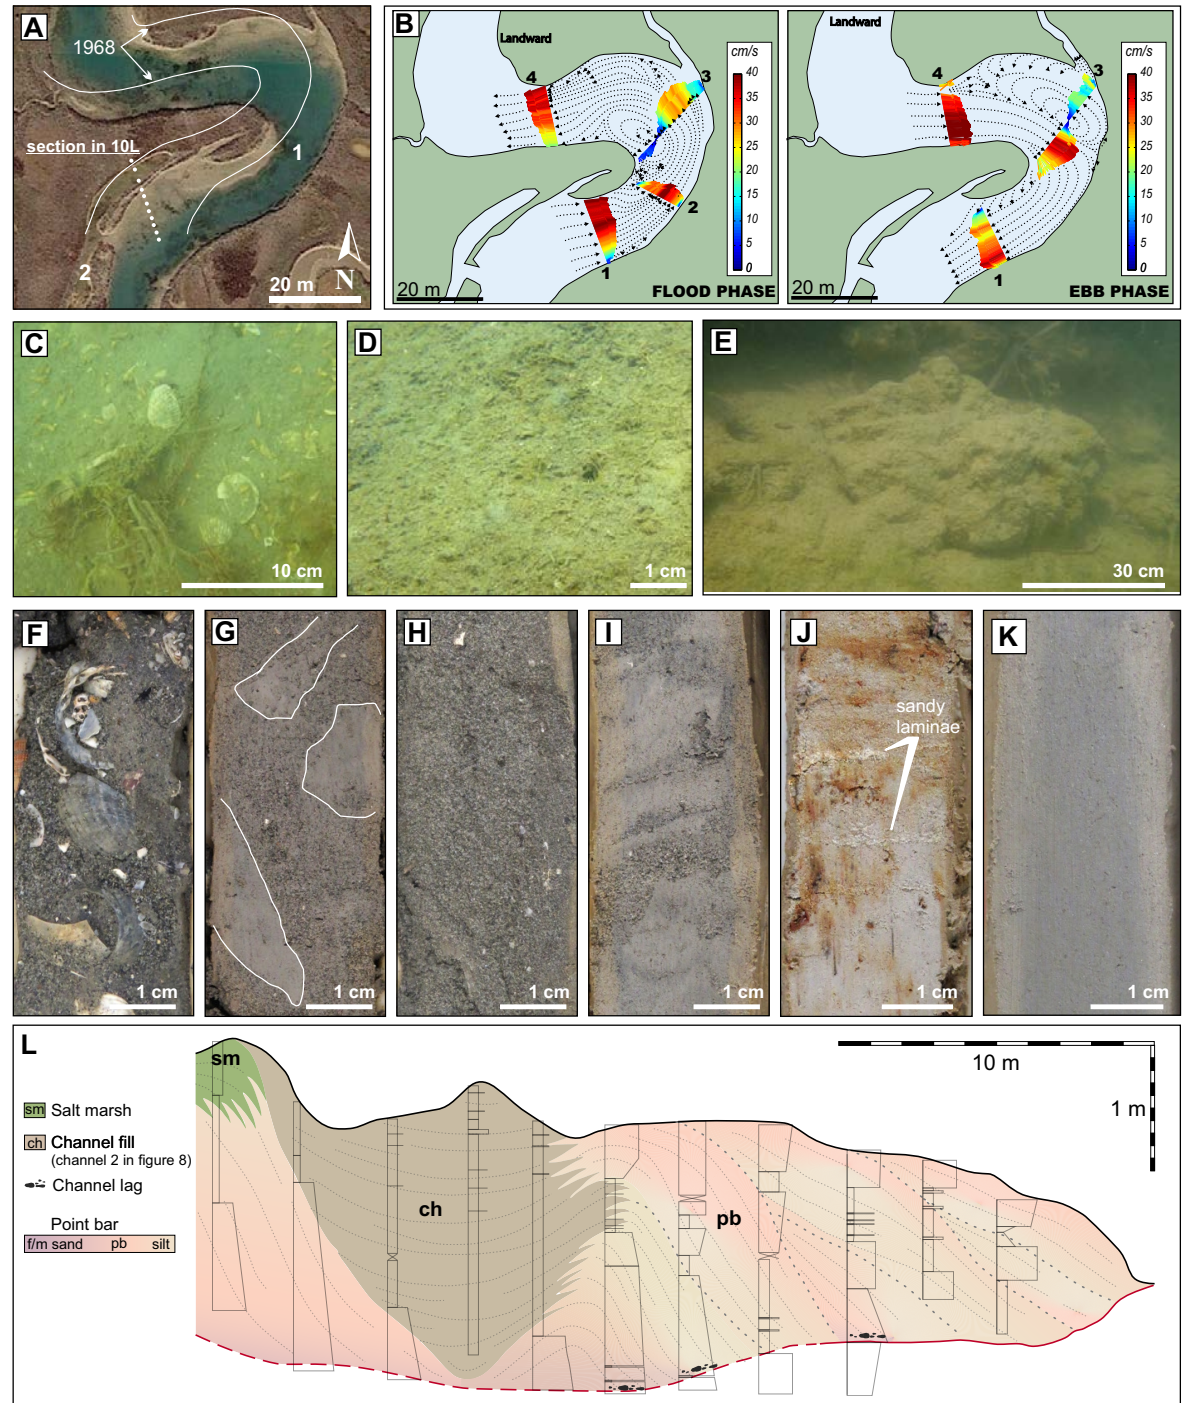 A
1968
section in 10L
1
2
N
20 m
B
Landward
4
3
2
1
cm/s
40
35
30
25
20
15
10
5
0
20 m
FLOOD PHASE
Landward
4
3
1
cm/s
40
35
30
25
20
15
10
5
0
20 m
EBB PHASE
C
10 cm
D
1 cm
E
30 cm
F
1 cm
G
1 cm
H
1 cm
I
1 cm
J
sandy
laminae
1 cm
K
1 cm
L
sm
10 m
1 m
sm Salt marsh
ch Channel fill
(channel 2 in figure 8)
Channel lag
Point bar
f/m sand pb silt
ch
pb